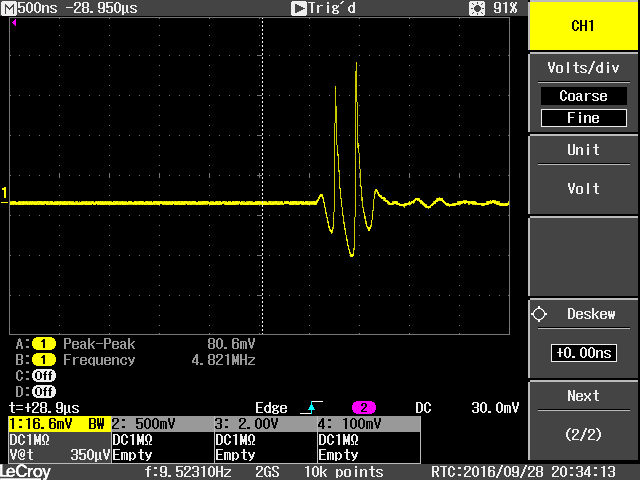 M 500ns -28.950μs Trig'd 91%
CH1
Volts/div
Coarse
Fine
Unit
Volt
1
Deskew
+0.00ns
A: 1 Peak-Peak 80.6mV
B: 1 Frequency 4.821MHz
C: Off
D: Off
Next
(2/2)
t=+28.9μs Edge 2 DC 30.0mV
1:16.6mV BW 2: 500mV 3: 2.00V 4: 100mV
DC1MΩ DC1MΩ DC1MΩ DC1MΩ
V@t 350μV Empty Empty Empty
LeCroy f:9.52310Hz 2GS 10k points RTC:2016/09/28 20:34:13